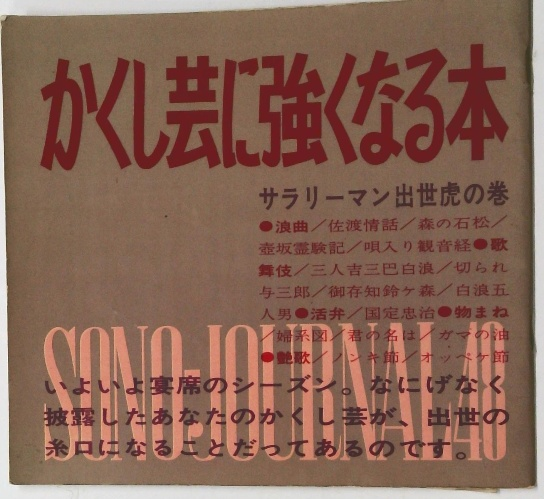 かくし芸に強くなる本
サラリーマン出世虎の巻
●浪曲／佐渡情話／森の石松／
壺坂霊験記／唄入り観音経●歌
舞伎／三人吉三巴白浪／切られ
与三郎／御存知鈴ヶ森／白浪五
人男●活弁／国定忠治●物まね
／婦系図／君の名は／ガマの油
●艶歌／ノンキ節／オッペケ節
SONO-JOURNAL/48
いよいよ宴席のシーズン。なにげなく
披露したあなたのかくし芸が、出世の
糸口になることだってあるのです。